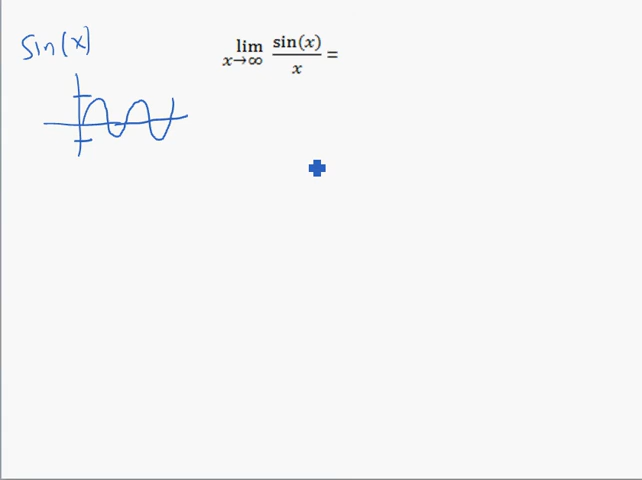 sin(x)
lim x→∞ sin(x)/x =